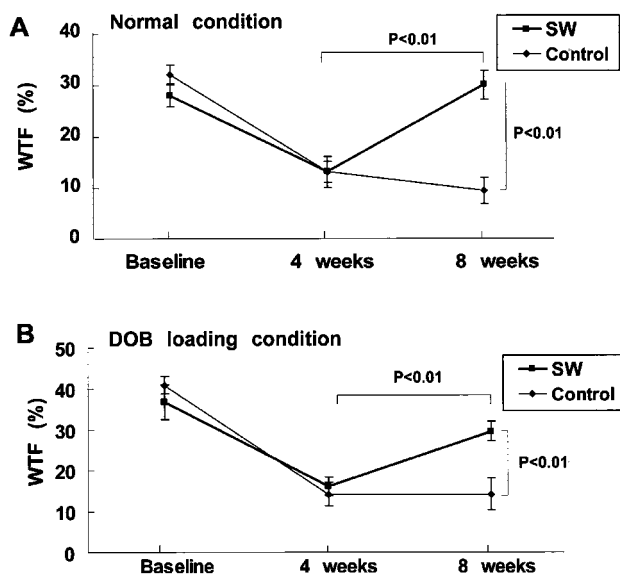 A Normal condition
SW
Control
P<0.01
P<0.01
WTF (%)
40
30
20
10
0
Baseline 4 weeks 8 weeks
B DOB loading condition
SW
Control
P<0.01
P<0.01
WTF (%)
50
40
30
20
10
0
Baseline 4 weeks 8 weeks